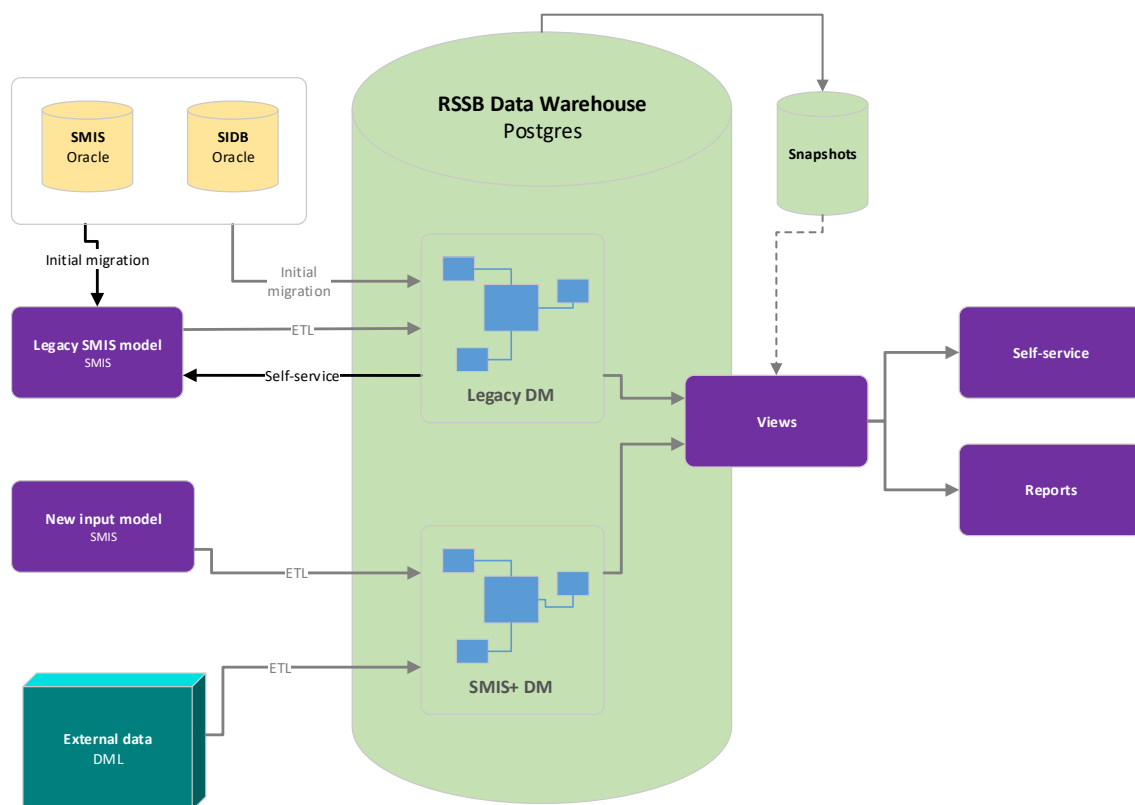 RSSB Data Warehouse
Postgres
SMIS
Oracle
SIDB
Oracle
Snapshots
Initial migration
Initial
migration
Legacy SMIS model
SMIS
ETL
Self-service
Legacy DM
Views
Self-service
Reports
New input model
SMIS
ETL
ETL
SMIS+ DM
External data
DML